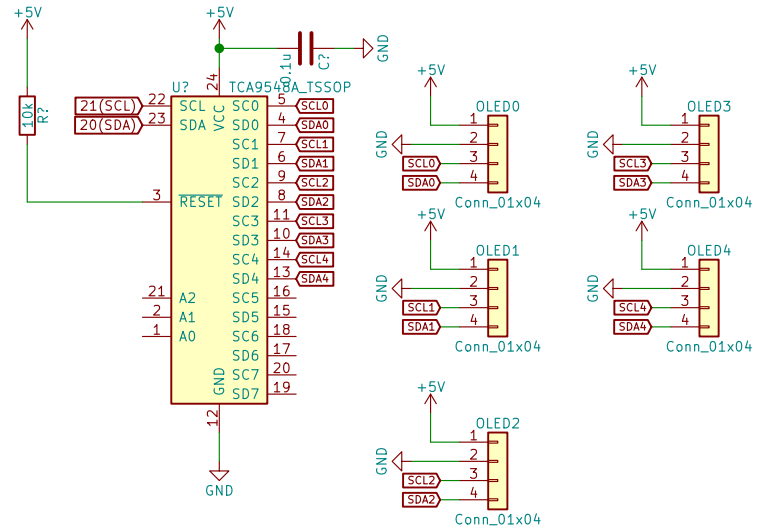 +5V
+5V
GND
0.1u
C?
10k
R?
U?
TCA9548A_TSSOP
24
VCC
21(SCL) 22 SCL
20(SDA) 23 SDA
3 RESET
21 A2
2 A1
1 A0
SC0 5 SCL0
SD0 4 SDA0
SC1 7 SCL1
SD1 6 SDA1
SC2 9 SCL2
SD2 8 SDA2
SC3 11 SCL3
SD3 10 SDA3
SC4 14 SCL4
SD4 13 SDA4
SC5 16
SD5 15
SC6 18
SD6 17
SC7 20
SD7 19
GND
12
GND
+5V
OLED0
1
GND 2
SCL0 3
SDA0 4
Conn_01x04
+5V
OLED1
1
GND 2
SCL1 3
SDA1 4
Conn_01x04
+5V
OLED2
1
GND 2
SCL2 3
SDA2 4
Conn_01x04
+5V
OLED3
1
GND 2
SCL3 3
SDA3 4
Conn_01x04
+5V
OLED4
1
GND 2
SCL4 3
SDA4 4
Conn_01x04